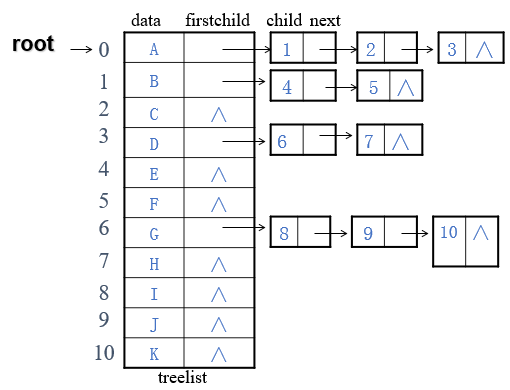 data firstchild child next
root 0 A 1 2 3 ∧
1 B 4 5 ∧
2 C ∧
3 D 6 7 ∧
4 E ∧
5 F ∧
6 G 8 9 10 ∧
7 H ∧
8 I ∧
9 J ∧
10 K ∧
treelist